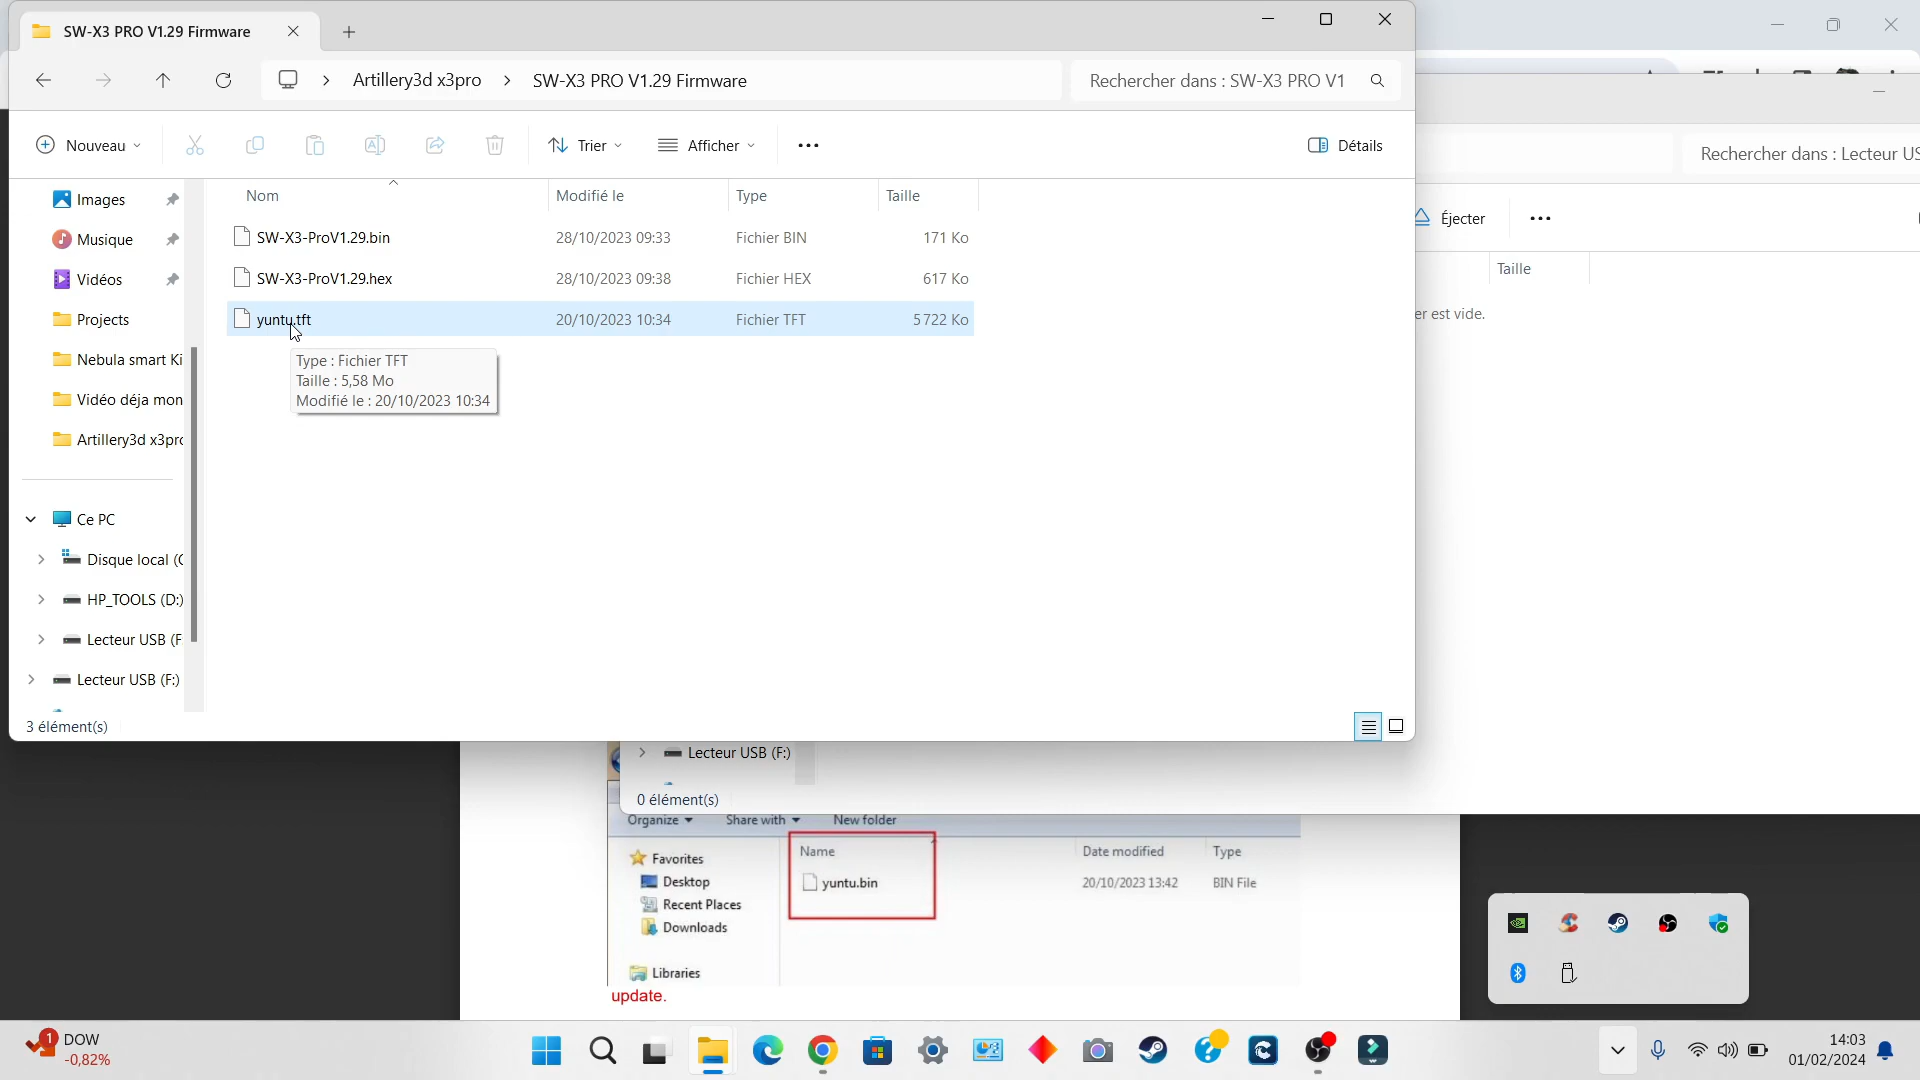 SW-X3 PRO V1.29 Firmware
Artillery3d x3pro > SW-X3 PRO V1.29 Firmware
Rechercher dans : SW-X3 PRO V1
Rechercher dans : Lecteur US
Nouveau
Trier
Afficher
Détails
Éjecter
Nom
Modifié le
Type
Taille
Taille
SW-X3-ProV1.29.bin
28/10/2023 09:33
Fichier BIN
171 Ko
SW-X3-ProV1.29.hex
28/10/2023 09:38
Fichier HEX
617 Ko
yuntu.tft
20/10/2023 10:34
Fichier TFT
5 722 Ko
er est vide.
Type : Fichier TFT
Taille : 5,58 Mo
Modifié le : 20/10/2023 10:34
Images
Musique
Vidéos
Projects
Nebula smart Ki
Vidéo déja mon
Artillery3d x3pro
Ce PC
Disque local (C
HP_TOOLS (D:)
Lecteur USB (F
Lecteur USB (F:)
3 élément(s)
Lecteur USB (F:)
0 élément(s)
Organize
Share with
New folder
Favorites
Desktop
Recent Places
Downloads
Libraries
Name
Date modified
Type
yuntu.bin
20/10/2023 13:42
BIN File
update.
1
DOW
-0,82%
14:03
01/02/2024